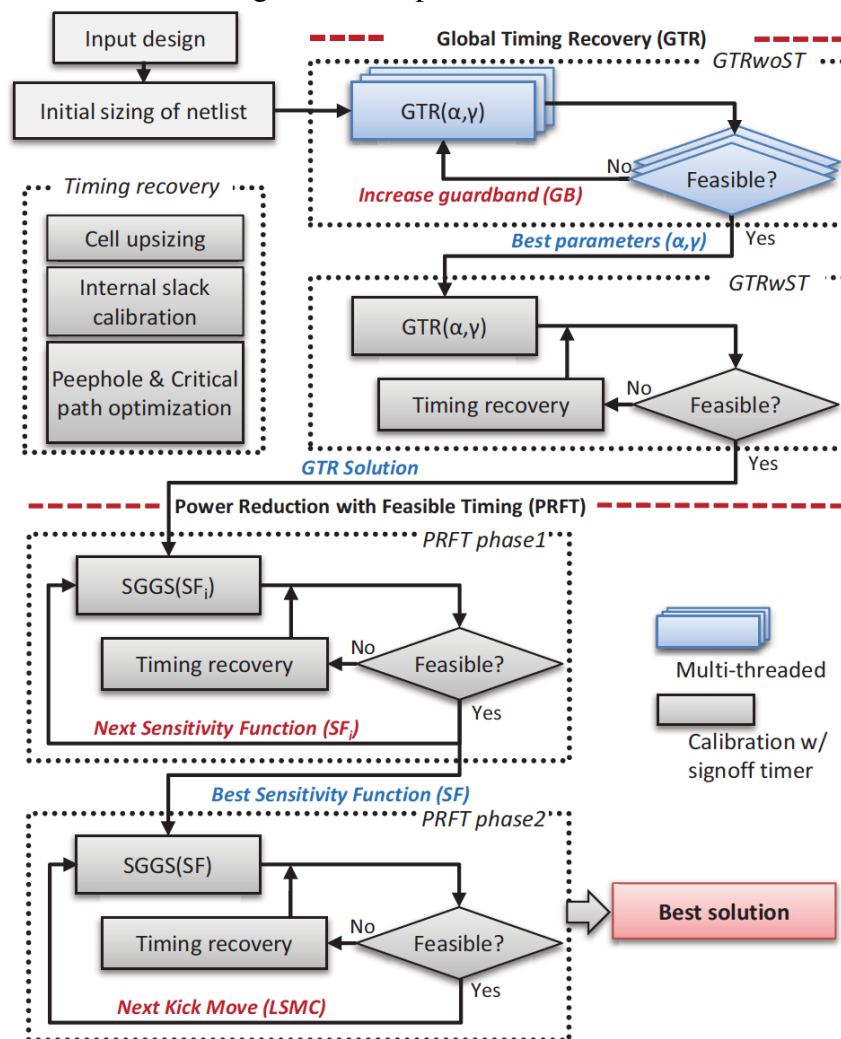 Input design
Initial sizing of netlist
Global Timing Recovery (GTR)
GTRwoST
GTR(α,γ)
No
Feasible?
Increase guardband (GB)
Yes
Best parameters (α,γ)
Timing recovery
Cell upsizing
Internal slack
calibration
Peephole & Critical
path optimization
GTRwST
GTR(α,γ)
No
Timing recovery
Feasible?
Yes
GTR Solution
Power Reduction with Feasible Timing (PRFT)
PRFT phase1
SGGS(SFᵢ)
No
Timing recovery
Feasible?
Yes
Next Sensitivity Function (SFᵢ)
Multi-threaded
Calibration w/
signoff timer
Best Sensitivity Function (SF)
PRFT phase2
SGGS(SF)
No
Timing recovery
Feasible?
Yes
Next Kick Move (LSMC)
Best solution